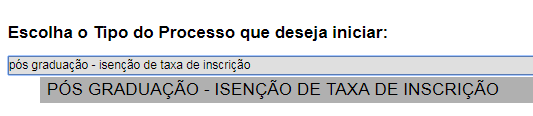 Escolha o Tipo do Processo que deseja iniciar:
pós graduação - isenção de taxa de inscrição
PÓS GRADUAÇÃO - ISENÇÃO DE TAXA DE INSCRIÇÃO